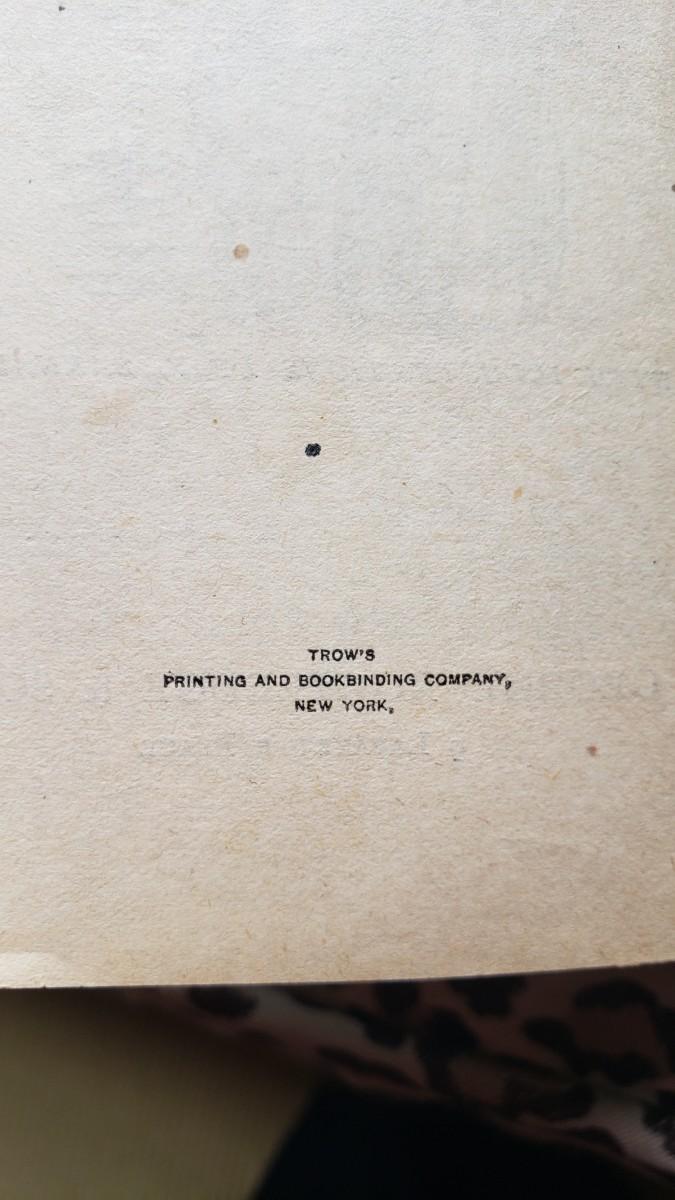 TROW'S
PRINTING AND BOOKBINDING COMPANY,
NEW YORK.